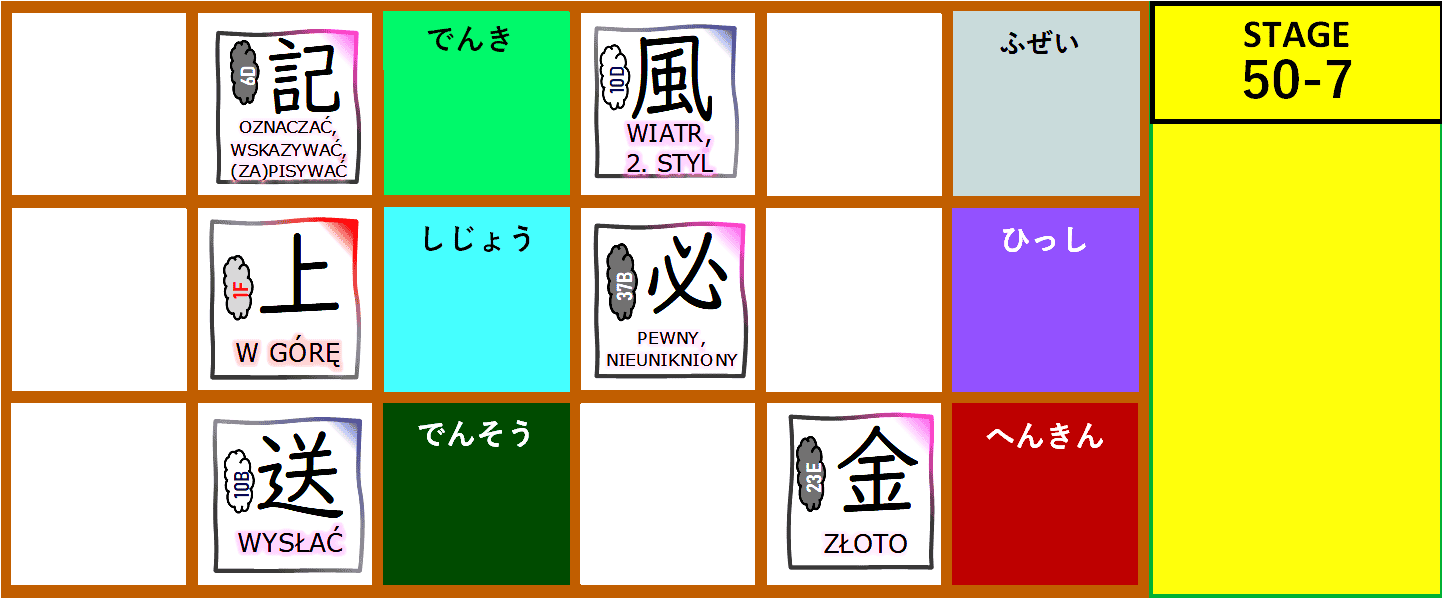 6D
記
OZNACZAĆ,
WSKAZYWAĆ,
(ZA)PISYWAĆ
でんき
10D
風
WIATR,
2. STYL
ふぜい
STAGE
50-7
1F
上
W GÓRĘ
しじょう
37B
必
PEWNY,
NIEUNIKNIONY
ひっし
10B
送
WYSŁAĆ
でんそう
23E
金
ZŁOTO
へんきん